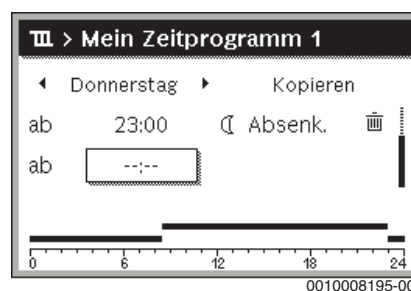 > Mein Zeitprogramm 1
Donnerstag Kopieren
ab 23:00 Absenk.
ab --:--
0 6 12 18 24
0010008195-00